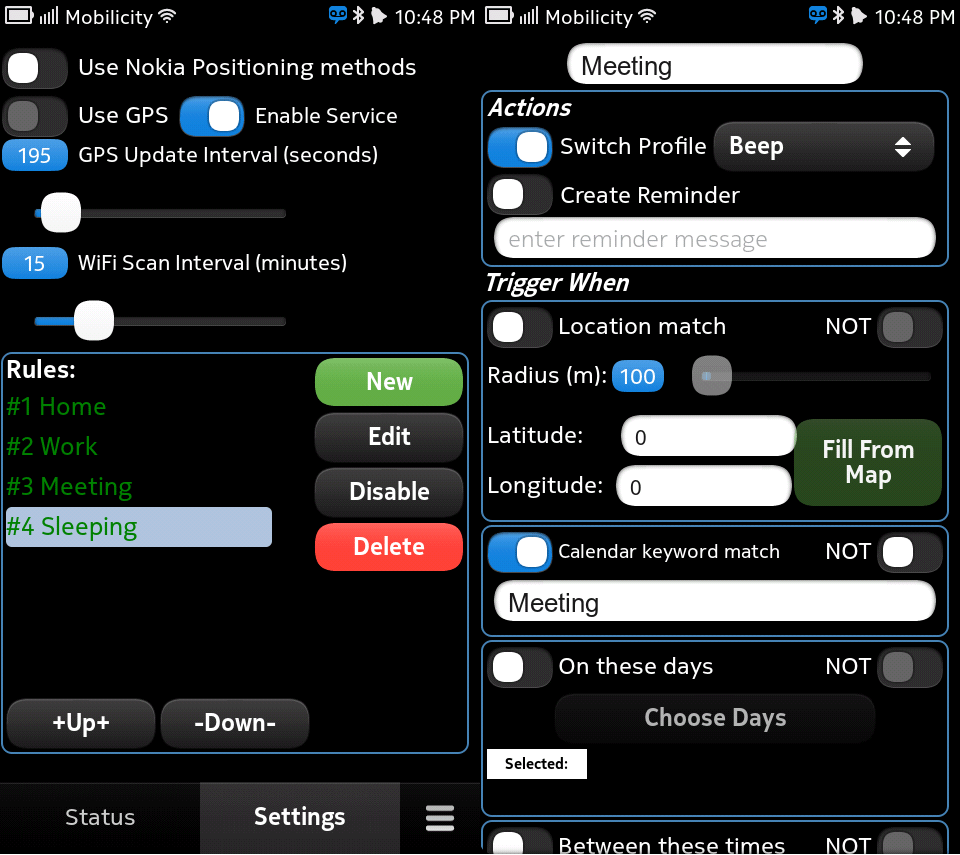 Mobilicity 10:48 PM
Use Nokia Positioning methods
Use GPS Enable Service
195 GPS Update Interval (seconds)
15 WiFi Scan Interval (minutes)
Rules:
#1 Home
#2 Work
#3 Meeting
#4 Sleeping
New
Edit
Disable
Delete
+Up+ -Down-
Status Settings
Mobilicity 10:48 PM
Meeting
Actions
Switch Profile Beep
Create Reminder
enter reminder message
Trigger When
Location match NOT
Radius (m): 100
Latitude: 0
Longitude: 0
Fill From
Map
Calendar keyword match NOT
Meeting
On these days NOT
Choose Days
Selected:
Between these times NOT